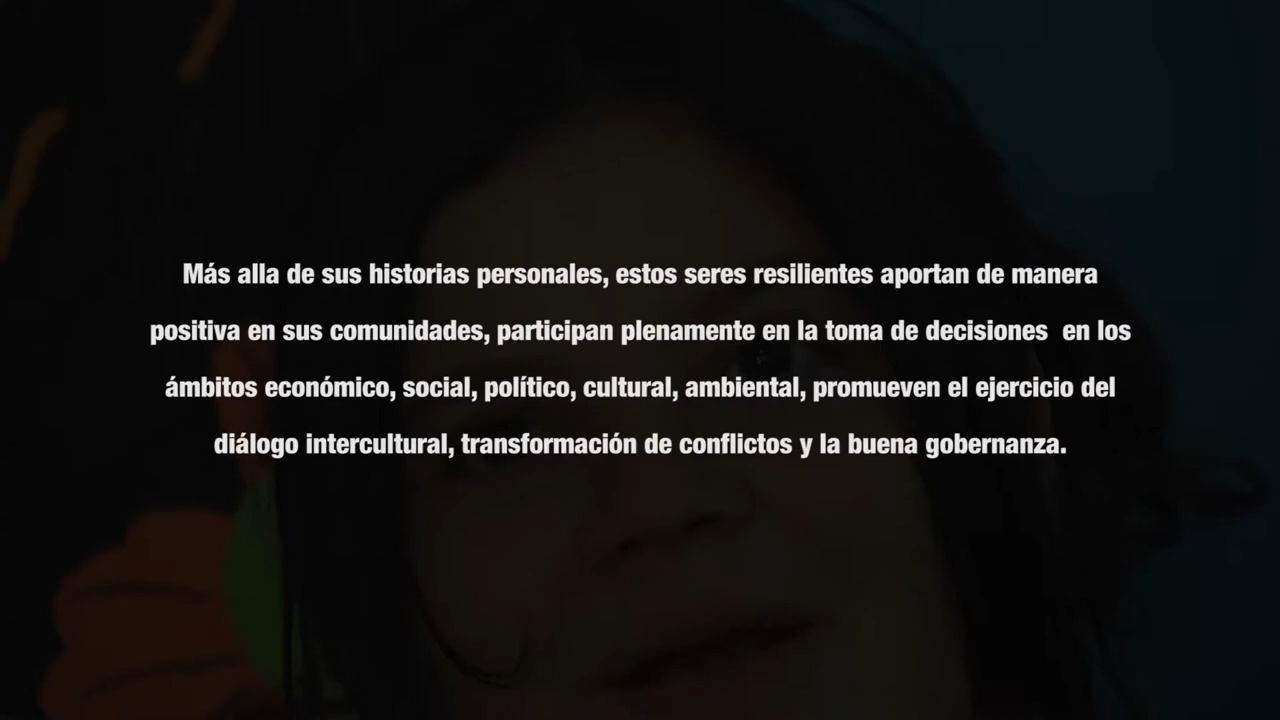 Más alla de sus historias personales, estos seres resilientes aportan de manera
positiva en sus comunidades, participan plenamente en la toma de decisiones  en los
ámbitos económico, social, político, cultural, ambiental, promueven el ejercicio del
diálogo intercultural, transformación de conflictos y la buena gobernanza.